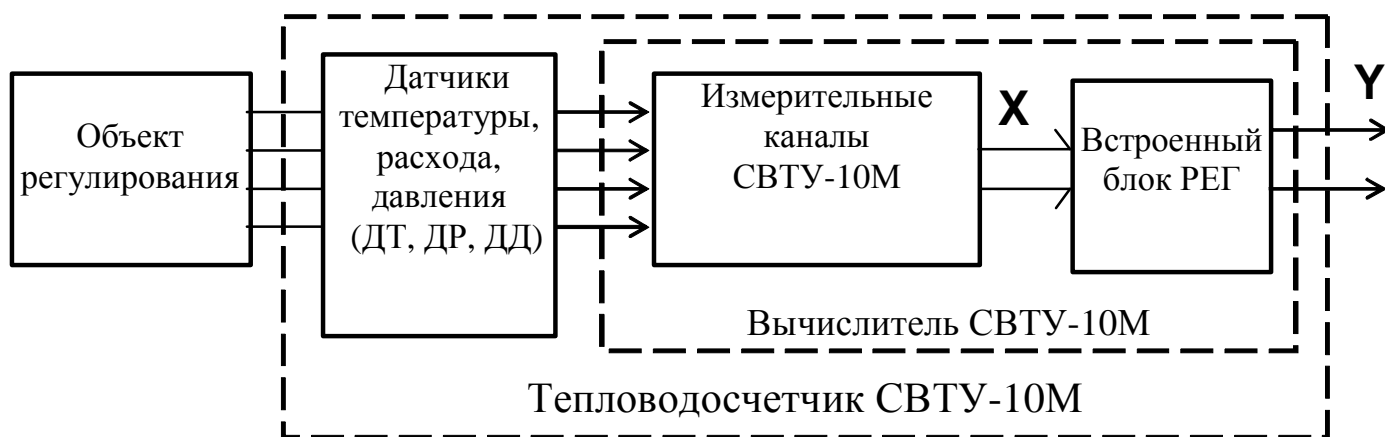 Объект
регулирования
Датчики
температуры,
расхода,
давления
(ДТ, ДР, ДД)
Измерительные
каналы
СВТУ-10М
X
Встроенный
блок РЕГ
Y
Вычислитель СВТУ-10М
Тепловодосчетчик СВТУ-10М